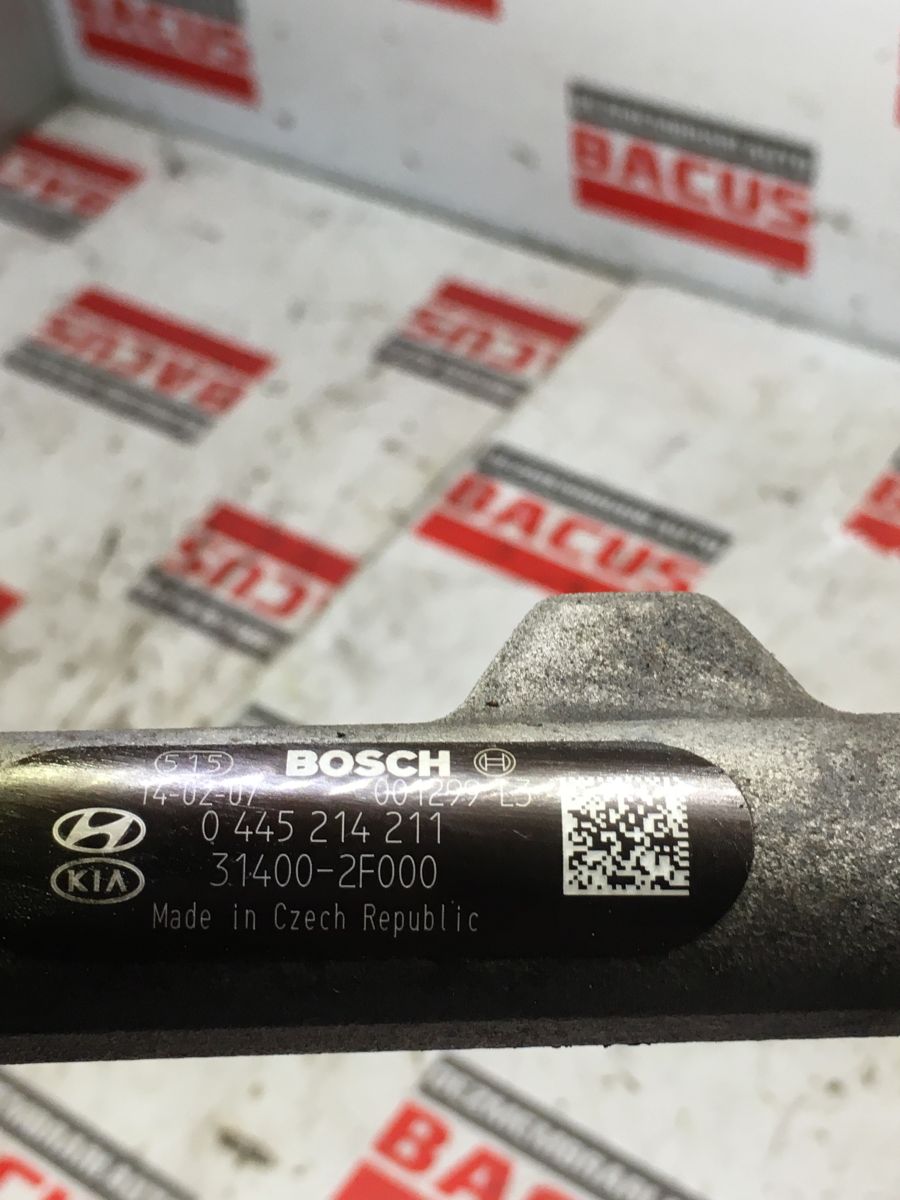 BACUS
BACUS
BACUS
BACUS
515 BOSCH
14-02-07 001299 L3
0 445 214 211
31400-2F000
KIA
Made in Czech Republic